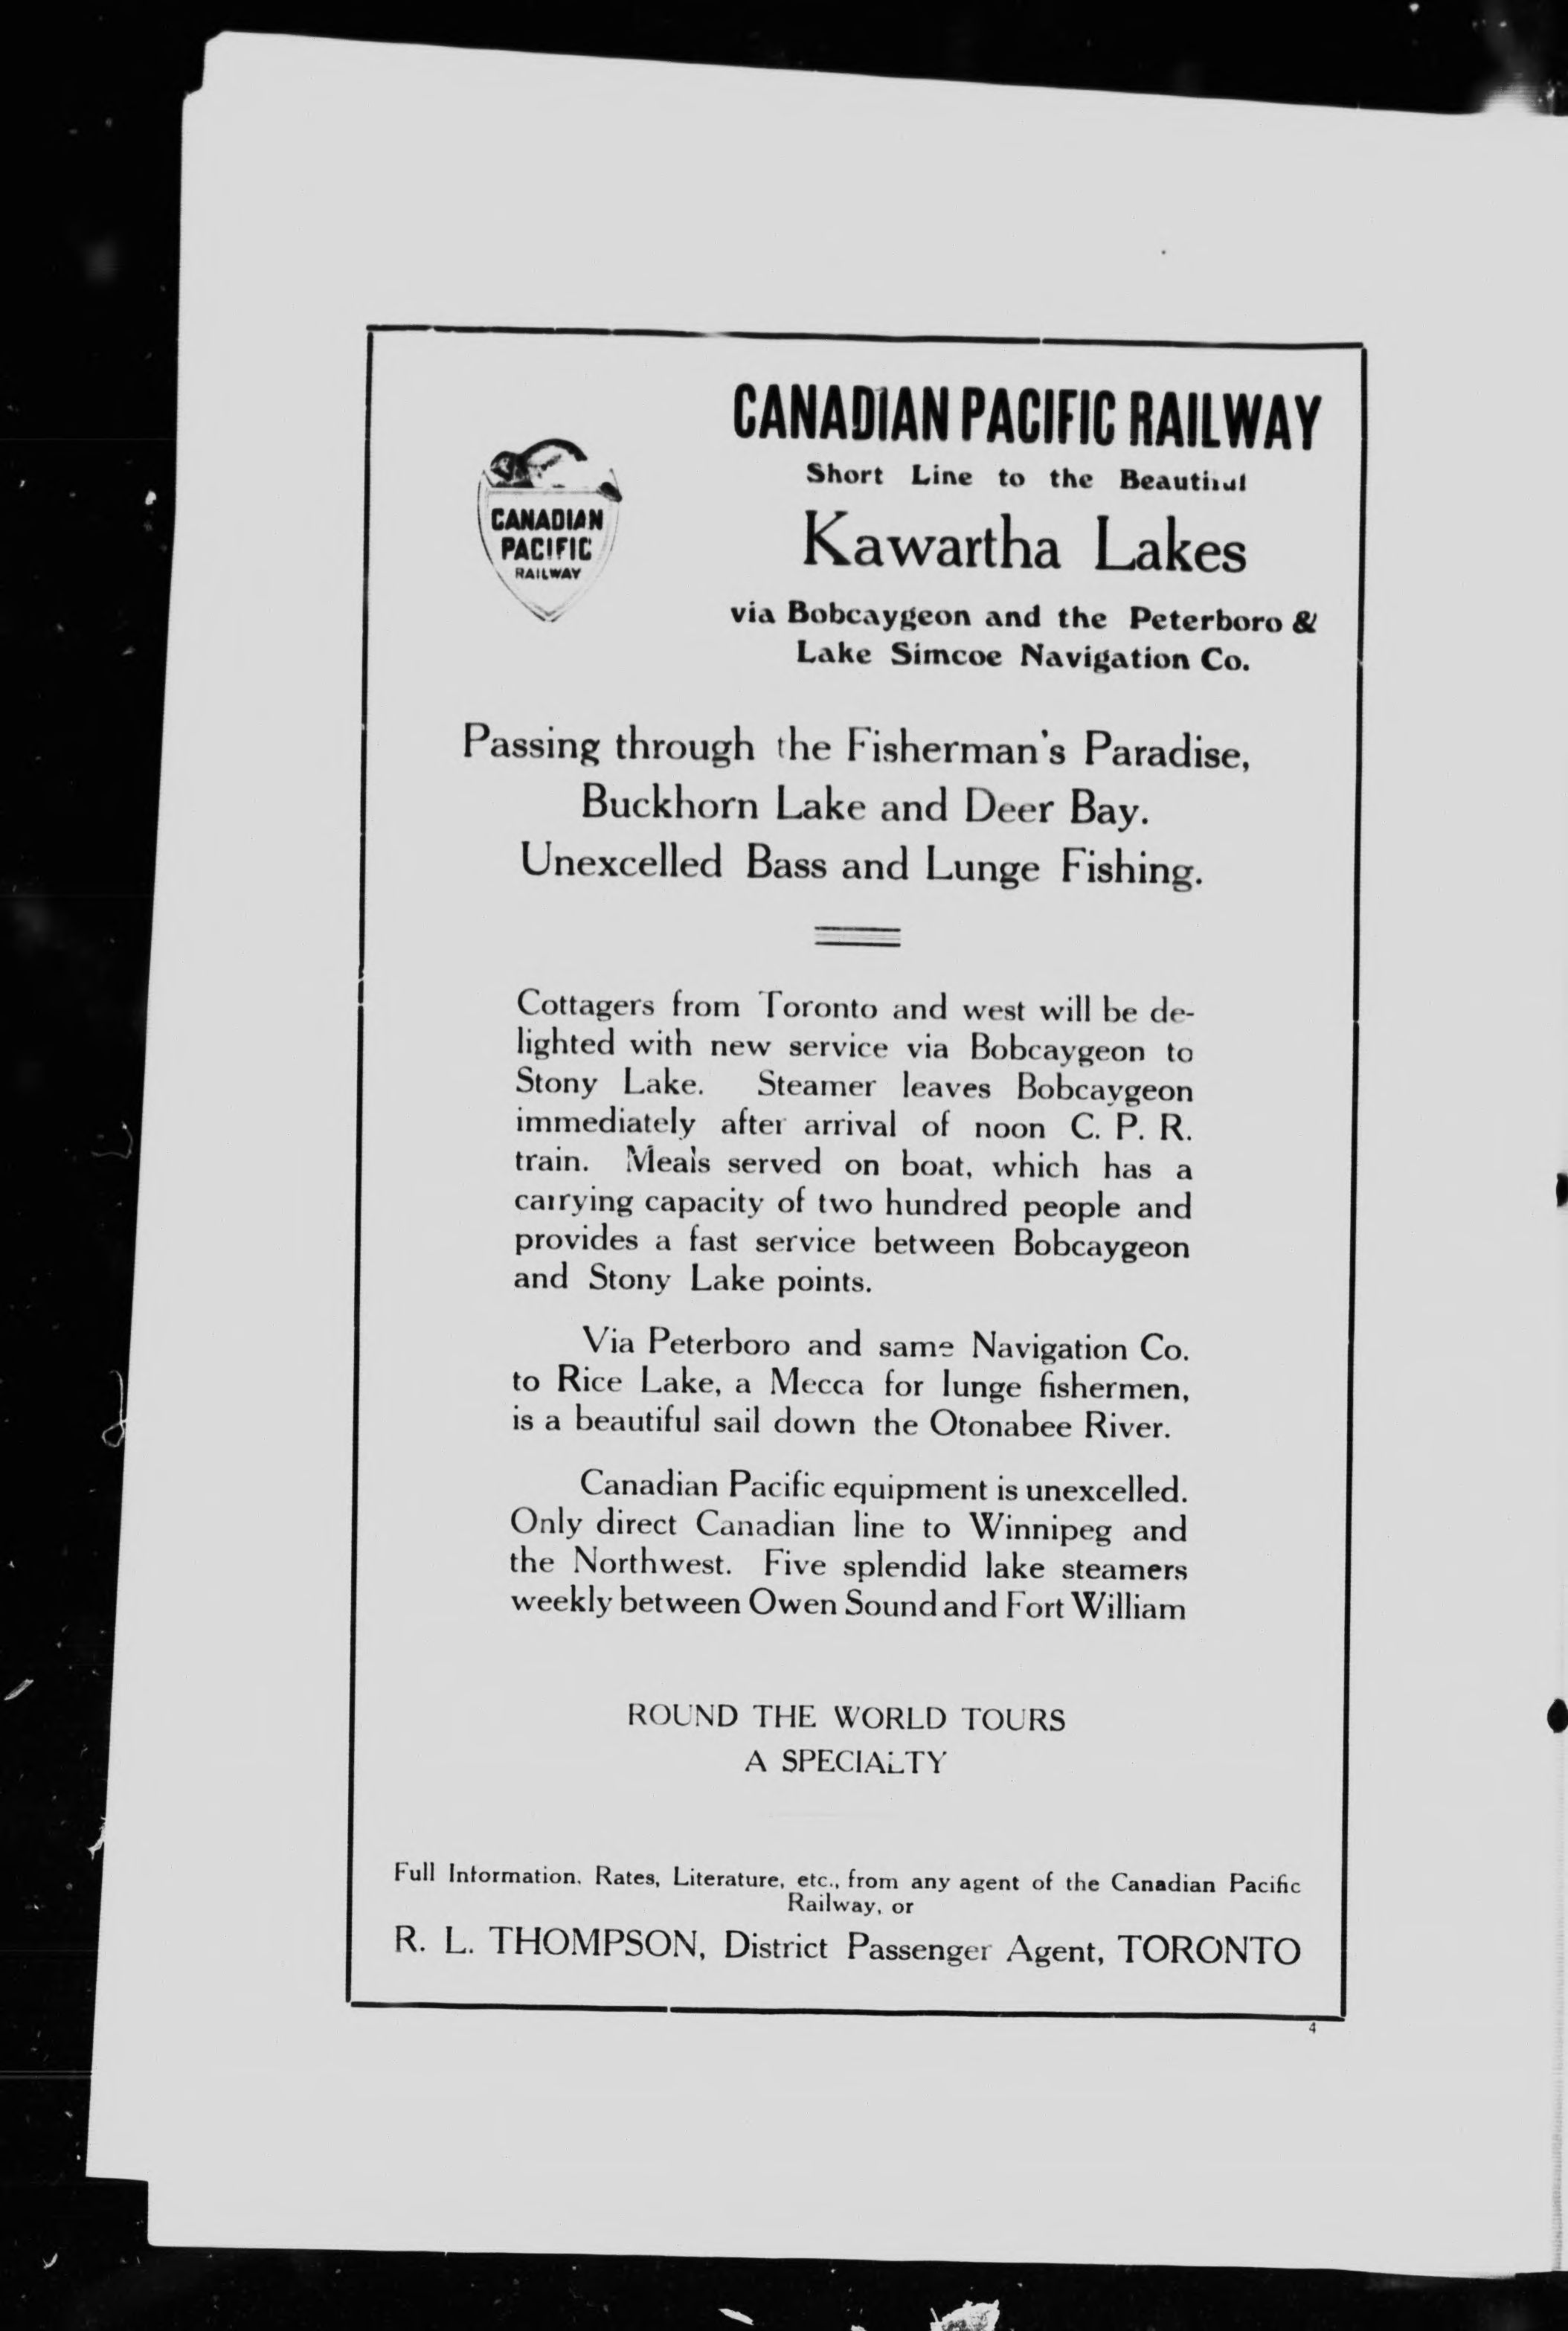 CANADIAN PACIFIC RAILWAY
Short Line to the Beautiful
Kawartha Lakes
via Bobcaygeon and the Peterboro &
Lake Simcoe Navigation Co.
CANADIAN
PACIFIC
RAILWAY
Passing through the Fisherman's Paradise,
Buckhorn Lake and Deer Bay.
Unexcelled Bass and Lunge Fishing.
Cottagers from Toronto and west will be de-
lighted with new service via Bobcaygeon to
Stony Lake. Steamer leaves Bobcaygeon
immediately after arrival of noon C. P. R.
train. Meals served on boat, which has a
carrying capacity of two hundred people and
provides a fast service between Bobcaygeon
and Stony Lake points.
Via Peterboro and same Navigation Co.
to Rice Lake, a Mecca for lunge fishermen,
is a beautiful sail down the Otonabee River.
Canadian Pacific equipment is unexcelled.
Only direct Canadian line to Winnipeg and
the Northwest. Five splendid lake steamers
weekly between Owen Sound and Fort William
ROUND THE WORLD TOURS
A SPECIALTY
Full Information, Rates, Literature, etc., from any agent of the Canadian Pacific
Railway, or
R. L. THOMPSON, District Passenger Agent, TORONTO
4